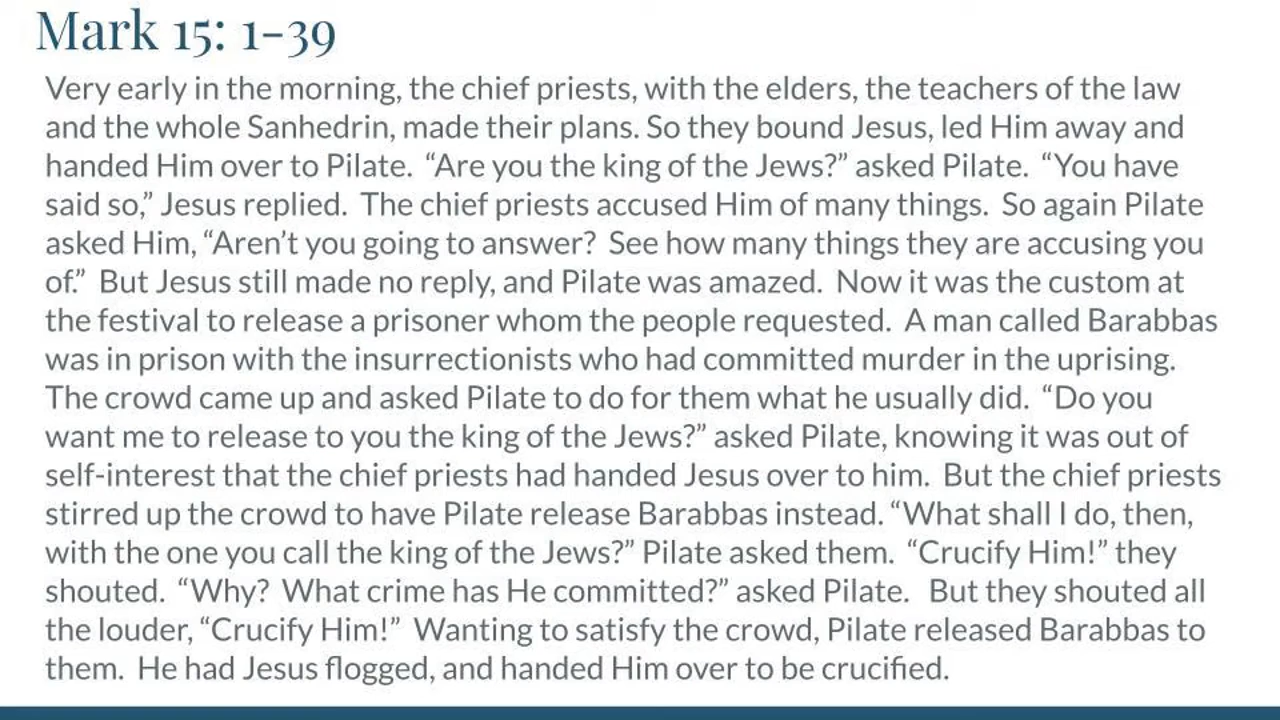 Mark 15: 1-39
Very early in the morning, the chief priests, with the elders, the teachers of the law
and the whole Sanhedrin, made their plans. So they bound Jesus, led Him away and
handed Him over to Pilate.  “Are you the king of the Jews?” asked Pilate.  “You have
said so,” Jesus replied.  The chief priests accused Him of many things.  So again Pilate
asked Him, “Aren’t you going to answer?  See how many things they are accusing you
of.”  But Jesus still made no reply, and Pilate was amazed.  Now it was the custom at
the festival to release a prisoner whom the people requested.  A man called Barabbas
was in prison with the insurrectionists who had committed murder in the uprising.
The crowd came up and asked Pilate to do for them what he usually did.  “Do you
want me to release to you the king of the Jews?” asked Pilate, knowing it was out of
self-interest that the chief priests had handed Jesus over to him.  But the chief priests
stirred up the crowd to have Pilate release Barabbas instead. “What shall I do, then,
with the one you call the king of the Jews?” Pilate asked them.  “Crucify Him!” they
shouted.  “Why?  What crime has He committed?” asked Pilate.   But they shouted all
the louder, “Crucify Him!”  Wanting to satisfy the crowd, Pilate released Barabbas to
them.  He had Jesus flogged, and handed Him over to be crucified.